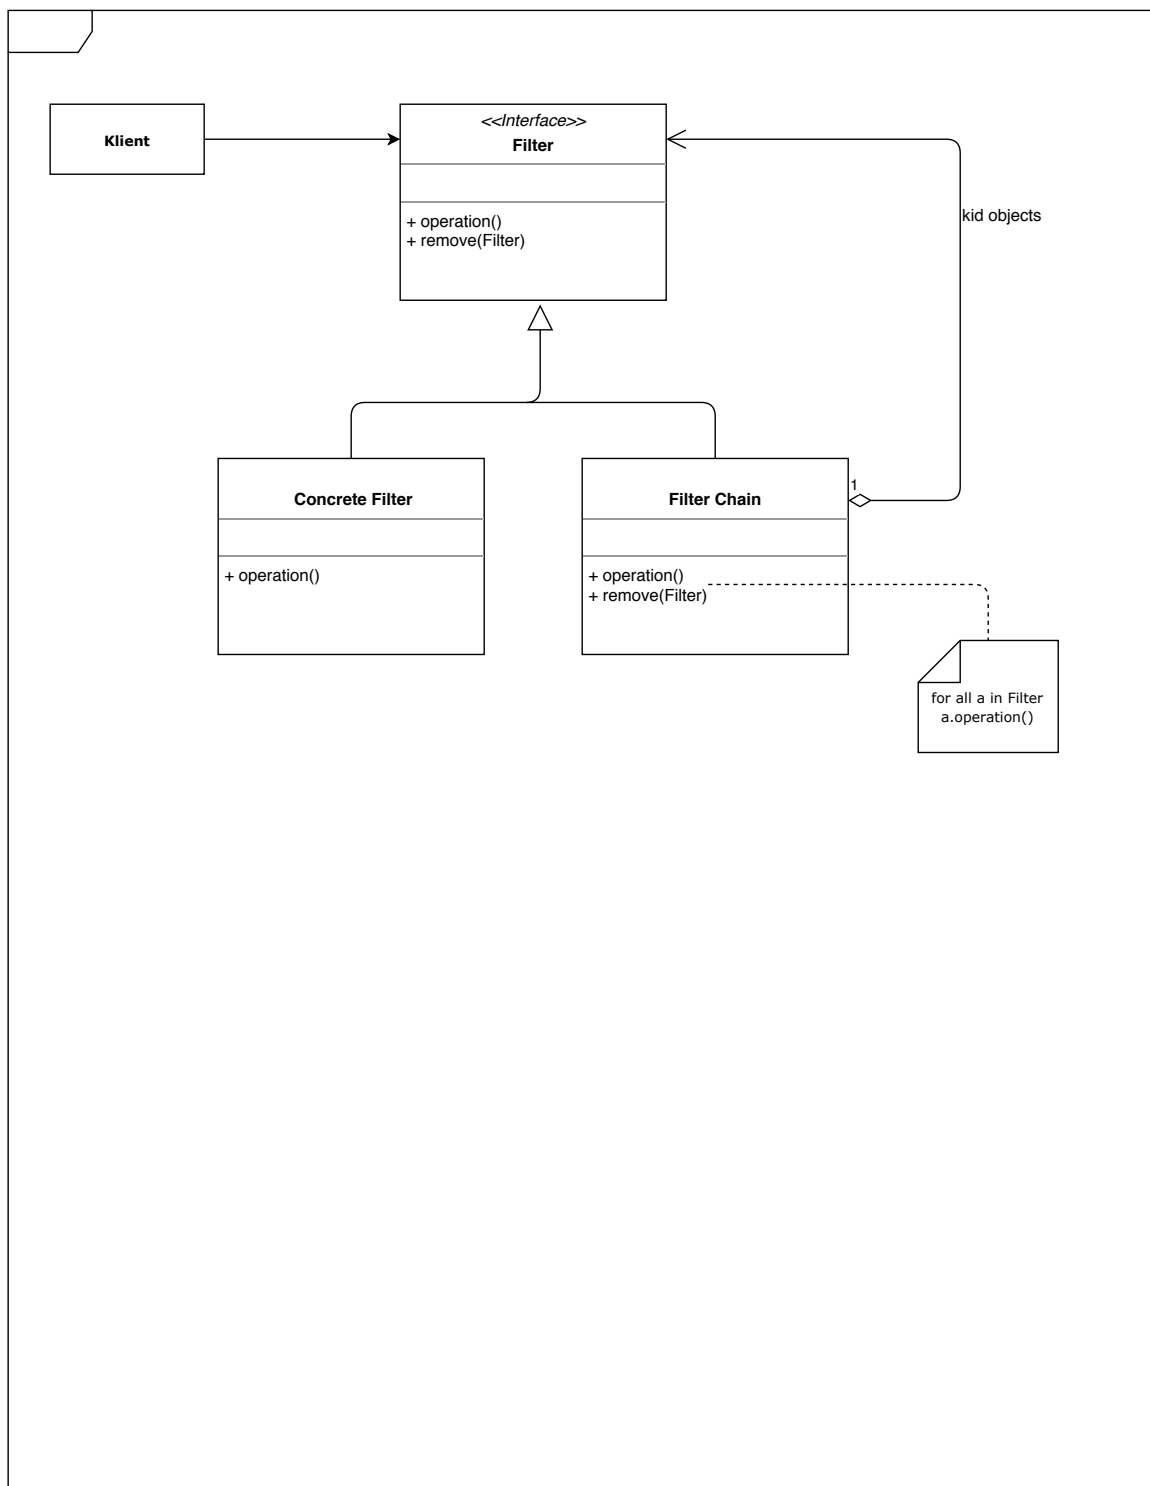 Klient
<<Interface>>
Filter
+ operation()
+ remove(Filter)
kid objects
Concrete Filter
+ operation()
Filter Chain
1
+ operation()
+ remove(Filter)
for all a in Filter
a.operation()